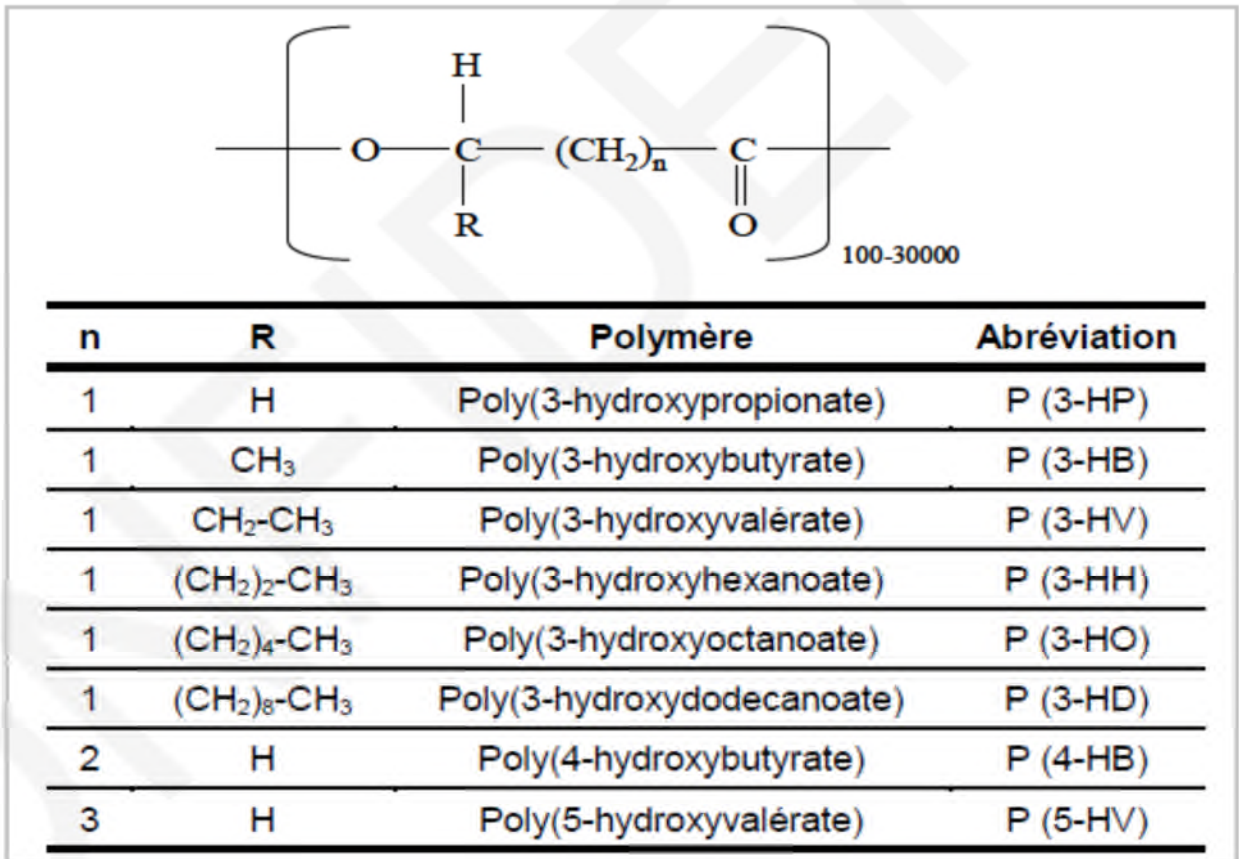 H
O C (CH₂)ₙ C
R O
100-30000
n R Polymère Abréviation
1 H Poly(3-hydroxypropionate) P (3-HP)
1 CH₃ Poly(3-hydroxybutyrate) P (3-HB)
1 CH₂-CH₃ Poly(3-hydroxyvalérate) P (3-HV)
1 (CH₂)₂-CH₃ Poly(3-hydroxyhexanoate) P (3-HH)
1 (CH₂)₄-CH₃ Poly(3-hydroxyoctanoate) P (3-HO)
1 (CH₂)₈-CH₃ Poly(3-hydroxydodecanoate) P (3-HD)
2 H Poly(4-hydroxybutyrate) P (4-HB)
3 H Poly(5-hydroxyvalérate) P (5-HV)